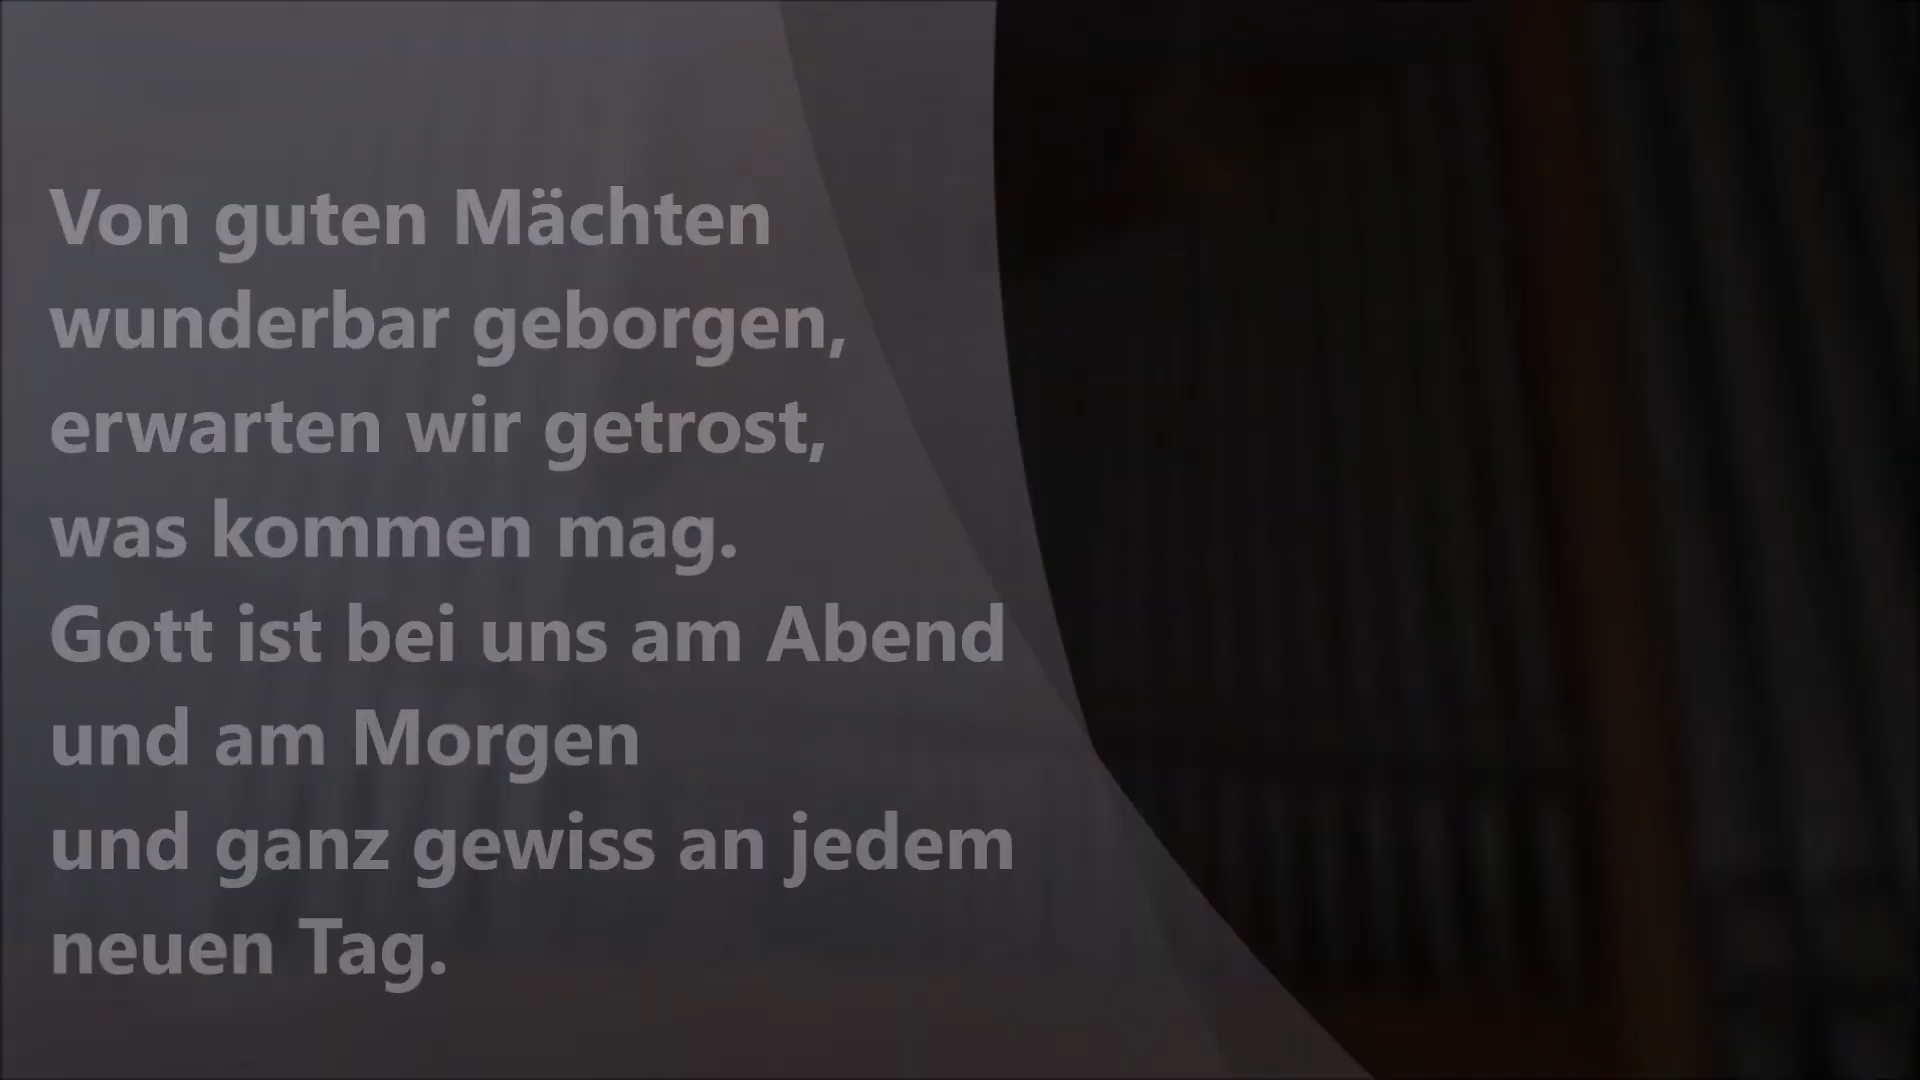 Von guten Mächten
wunderbar geborgen,
erwarten wir getrost,
was kommen mag.
Gott ist bei uns am Abend
und am Morgen
und ganz gewiss an jedem
neuen Tag.